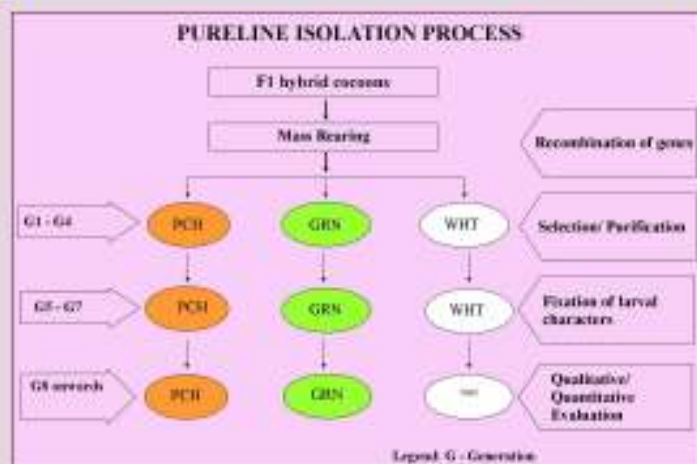 PURELINE ISOLATION PROCESS
F1 hybrid cocoons
Mass Rearing
Recombination of genes
G1 - G4
PCH
GRN
WHT
Selection/ Purification
G5 - G7
PCH
GRN
WHT
Fixation of larval
characters
G8 onwards
PCH
GRN
Qualitative/
Quantitative
Evaluation
Legend: G - Generation